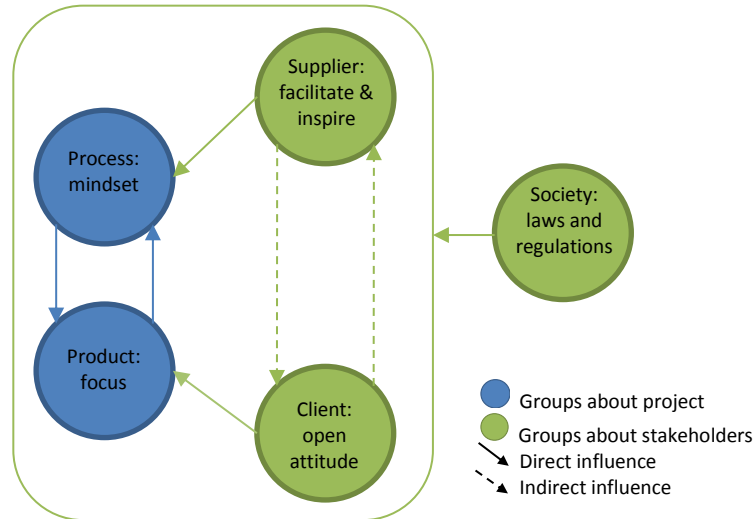 Supplier:
facilitate &
inspire
Process:
mindset
Society:
laws and
regulations
Product:
focus
Client:
open
attitude
Groups about project
Groups about stakeholders
Direct influence
Indirect influence